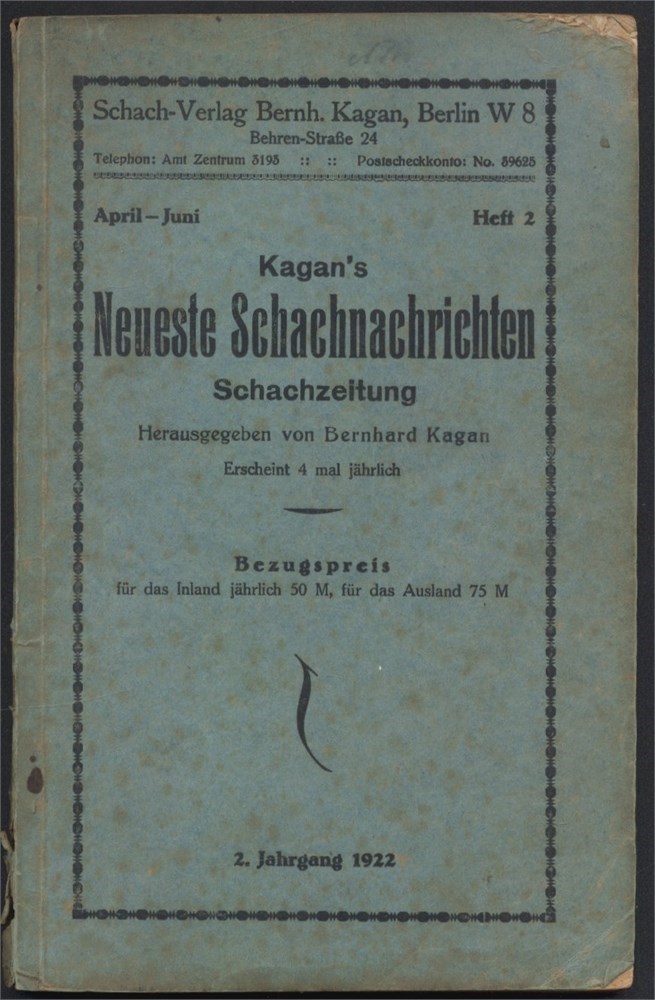 Schach-Verlag Bernh. Kagan, Berlin W 8
Behren-Straße 24
Telephon: Amt Zentrum 3193 :: :: Postscheckkonto: No. 39625
April – Juni Heft 2
Kagan's
Neueste Schachnachrichten
Schachzeitung
Herausgegeben von Bernhard Kagan
Erscheint 4 mal jährlich
Bezugspreis
für das Inland jährlich 50 M, für das Ausland 75 M
2. Jahrgang 1922